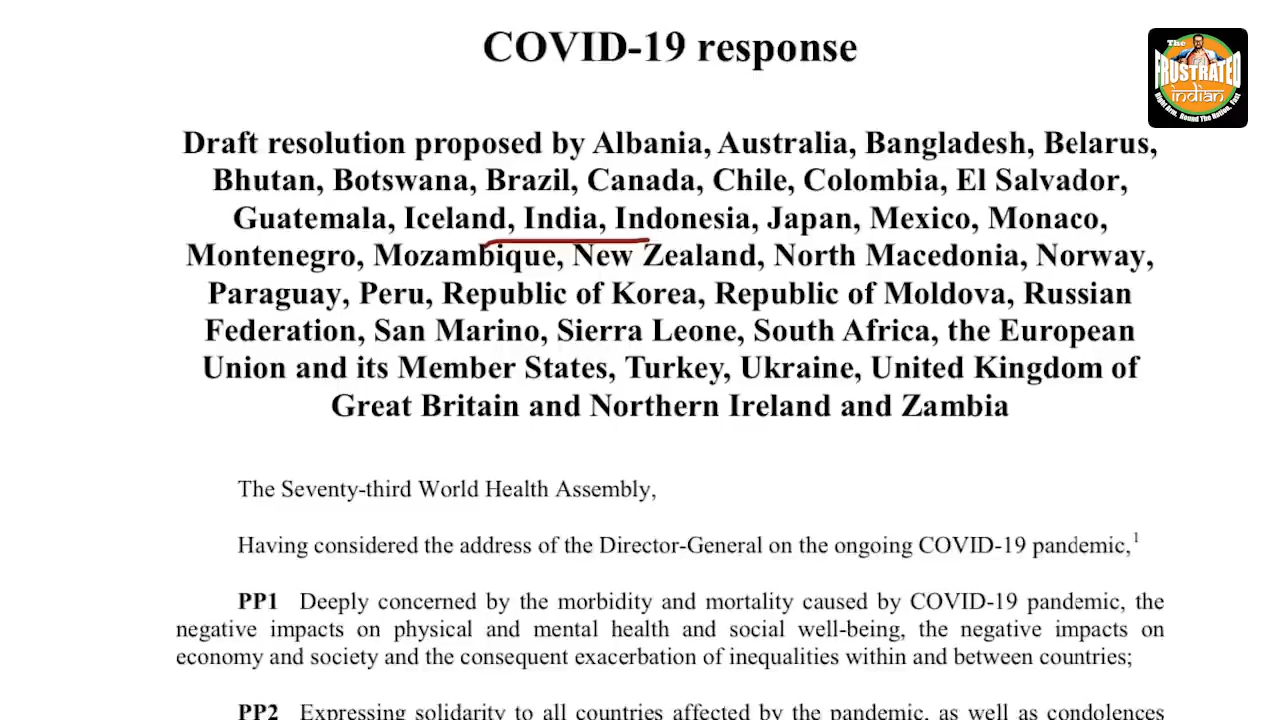 COVID-19 response
The
FRUSTRATED
indian
Right Arm. Round The Nation. Fast
Draft resolution proposed by Albania, Australia, Bangladesh, Belarus,
Bhutan, Botswana, Brazil, Canada, Chile, Colombia, El Salvador,
Guatemala, Iceland, India, Indonesia, Japan, Mexico, Monaco,
Montenegro, Mozambique, New Zealand, North Macedonia, Norway,
Paraguay, Peru, Republic of Korea, Republic of Moldova, Russian
Federation, San Marino, Sierra Leone, South Africa, the European
Union and its Member States, Turkey, Ukraine, United Kingdom of
Great Britain and Northern Ireland and Zambia
The Seventy-third World Health Assembly,
Having considered the address of the Director-General on the ongoing COVID-19 pandemic,1
PP1 Deeply concerned by the morbidity and mortality caused by COVID-19 pandemic, the
negative impacts on physical and mental health and social well-being, the negative impacts on
economy and society and the consequent exacerbation of inequalities within and between countries;
PP2 Expressing solidarity to all countries affected by the pandemic, as well as condolences